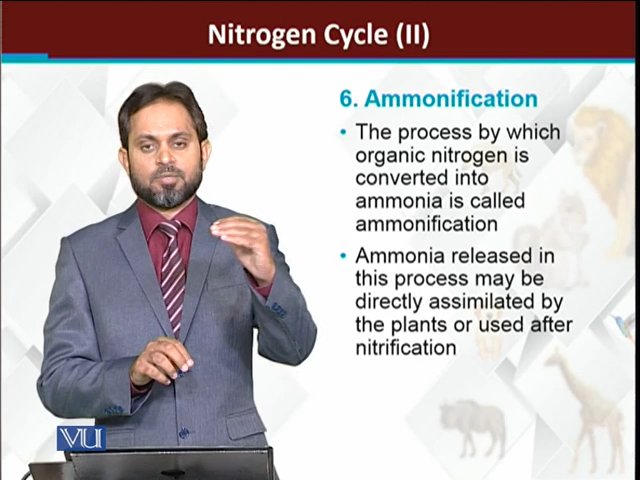 Nitrogen Cycle (II)
6. Ammonification
• The process by which
organic nitrogen is
converted into
ammonia is called
ammonification
• Ammonia released in
this process may be
directly assimilated by
the plants or used after
nitrification
VU